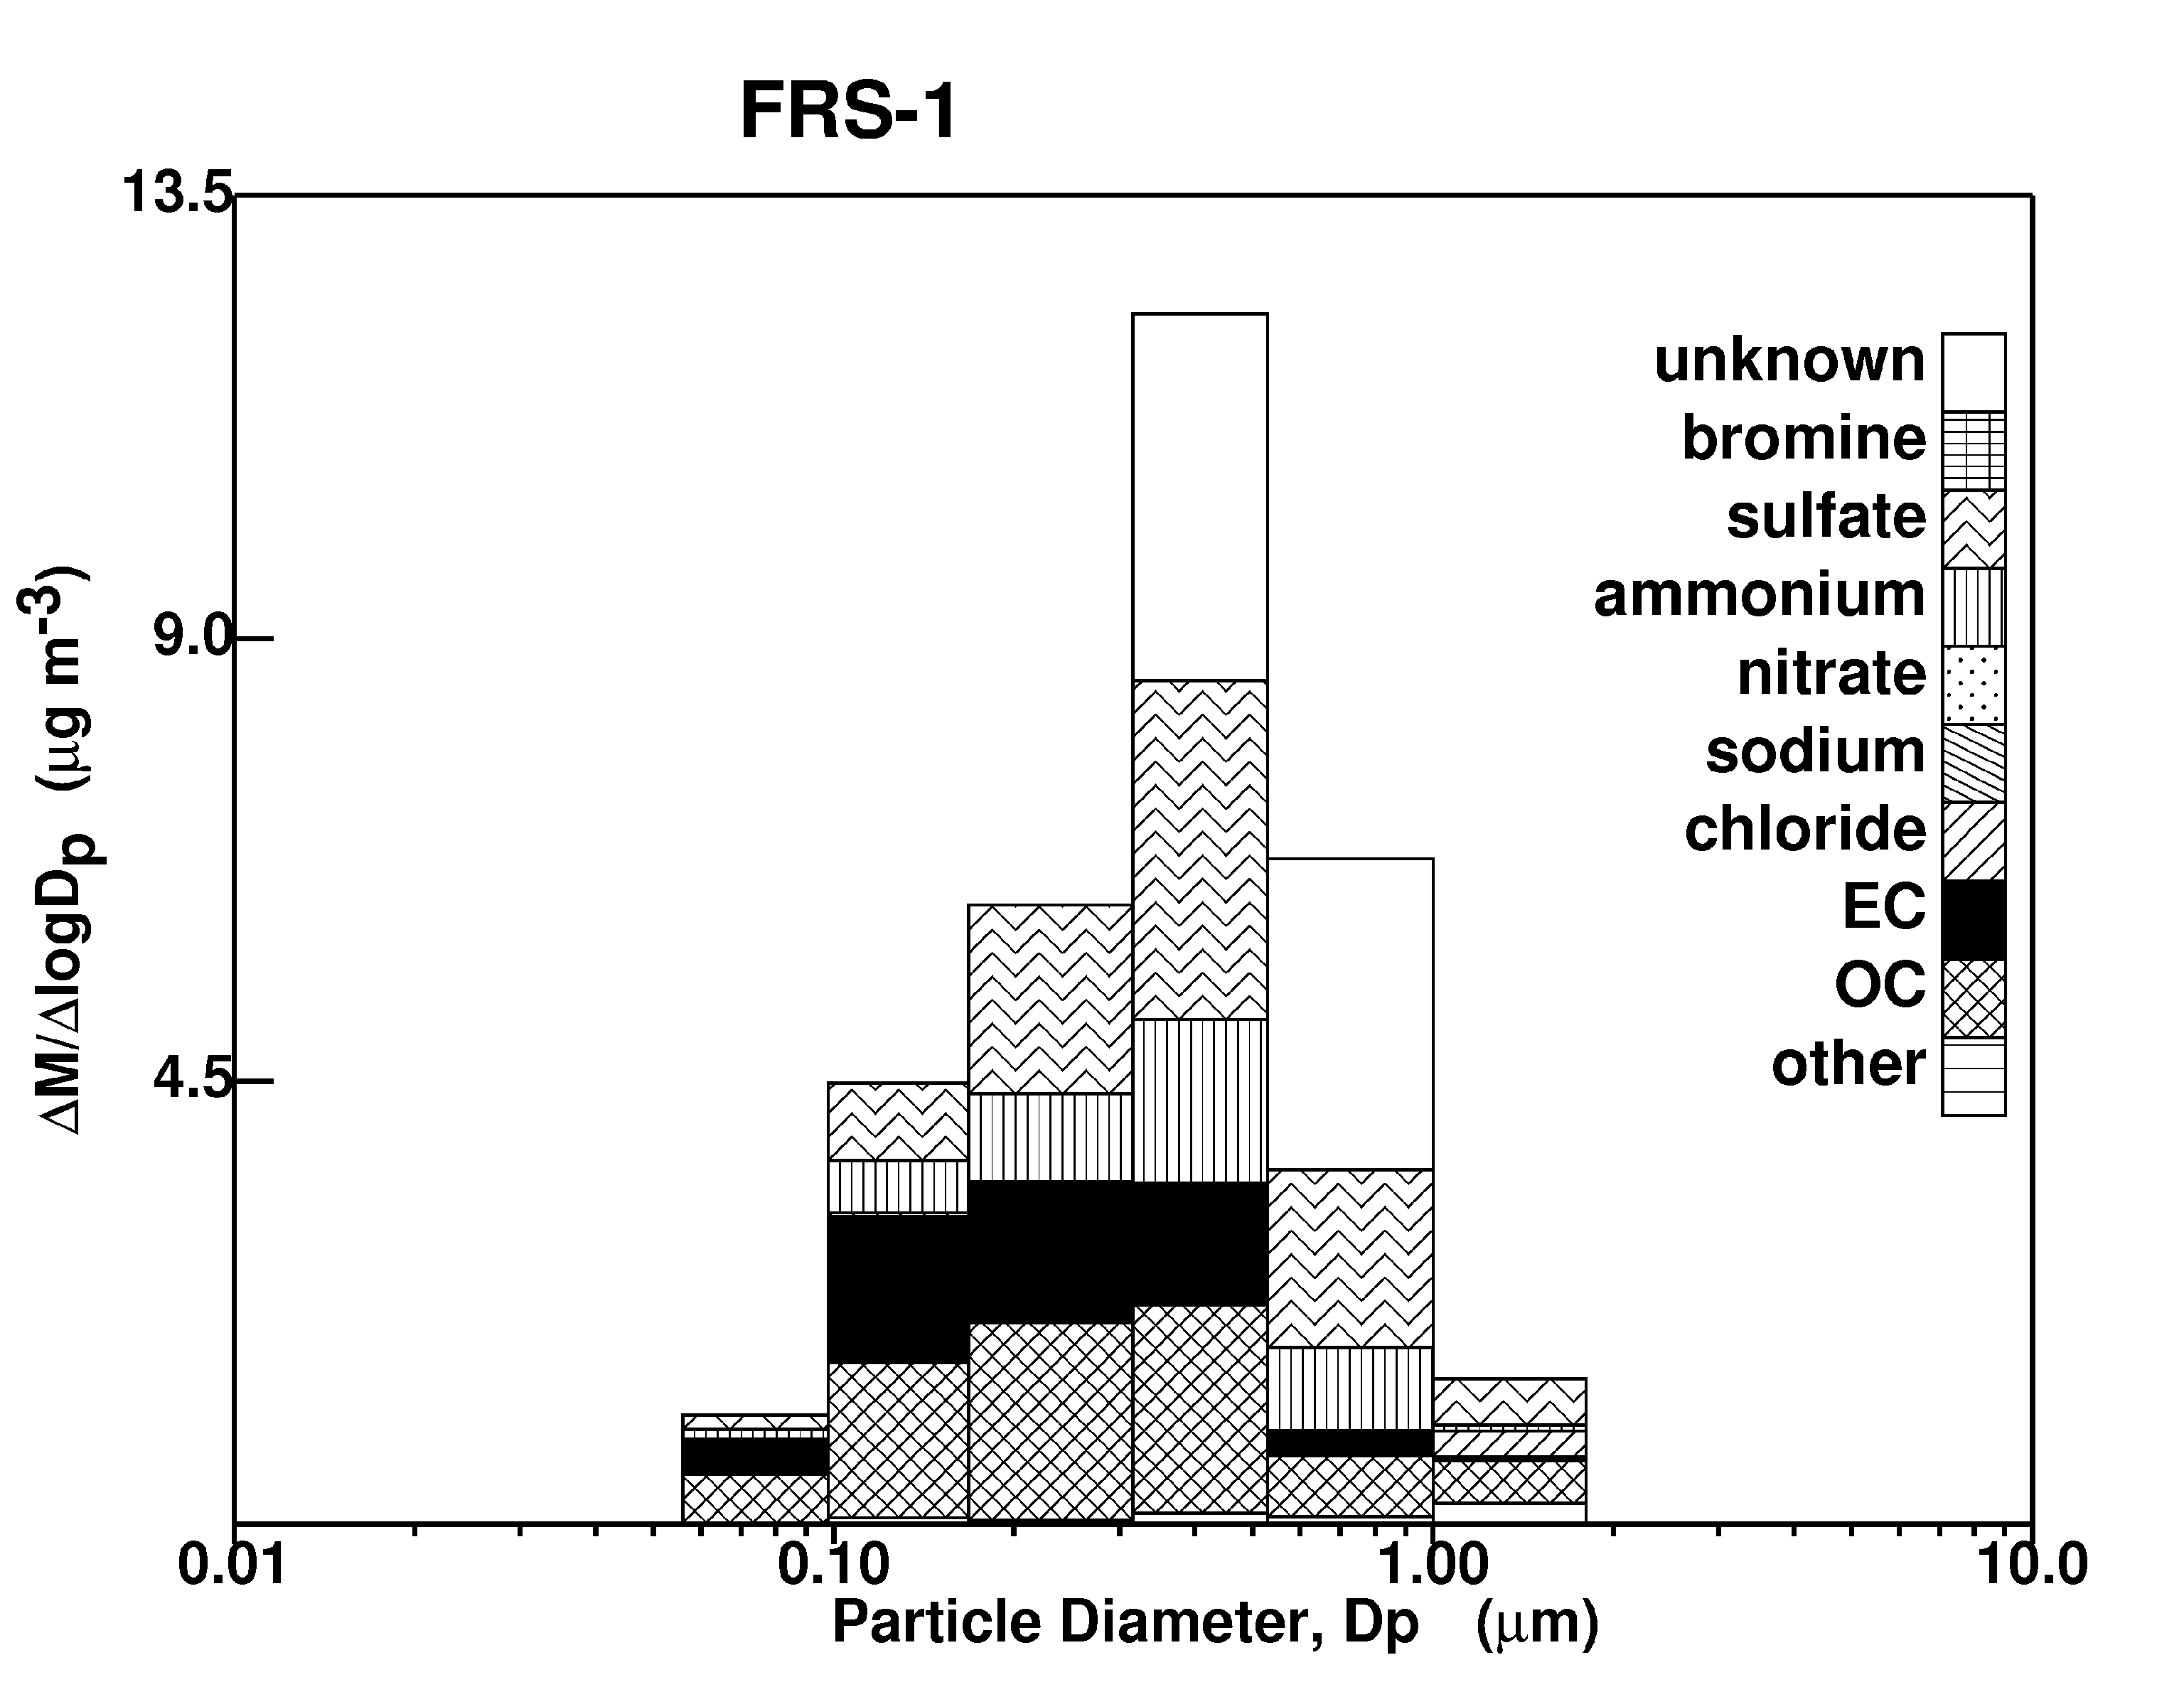 FRS-1
13.5
9.0
4.5
ΔM/ΔlogDp (μg m-3)
unknown
bromine
sulfate
ammonium
nitrate
sodium
chloride
EC
OC
other
0.01 0.10 1.00 10.0
Particle Diameter, Dp (μm)